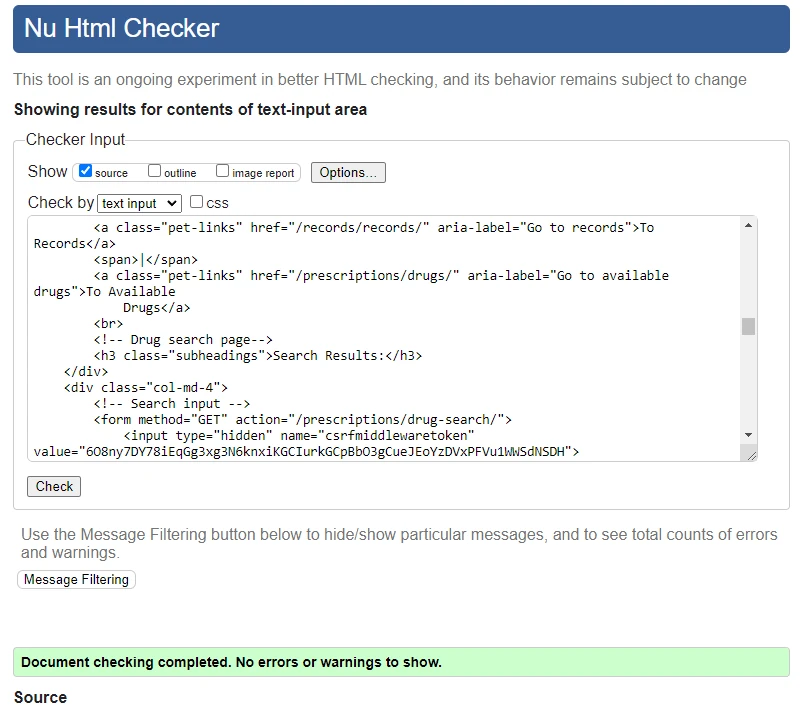 Nu Html Checker
This tool is an ongoing experiment in better HTML checking, and its behavior remains subject to change
Showing results for contents of text-input area
Checker Input
Show source outline image report Options...
Check by text input css
<a class="pet-links" href="/records/records/" aria-label="Go to records">To
Records</a>
<span>|</span>
<a class="pet-links" href="/prescriptions/drugs/" aria-label="Go to available
drugs">To Available
Drugs</a>
<br>
<!-- Drug search page-->
<h3 class="subheadings">Search Results:</h3>
</div>
<div class="col-md-4">
<!-- Search input -->
<form method="GET" action="/prescriptions/drug-search/">
<input type="hidden" name="csrfmiddlewaretoken"
value="6O8ny7DY78iEqGg3xg3N6knxiKGCIurkGCpBbO3gCueJEoYzDVxPFVu1WWSdNSDH">
Check
Use the Message Filtering button below to hide/show particular messages, and to see total counts of errors
and warnings.
Message Filtering
Document checking completed. No errors or warnings to show.
Source